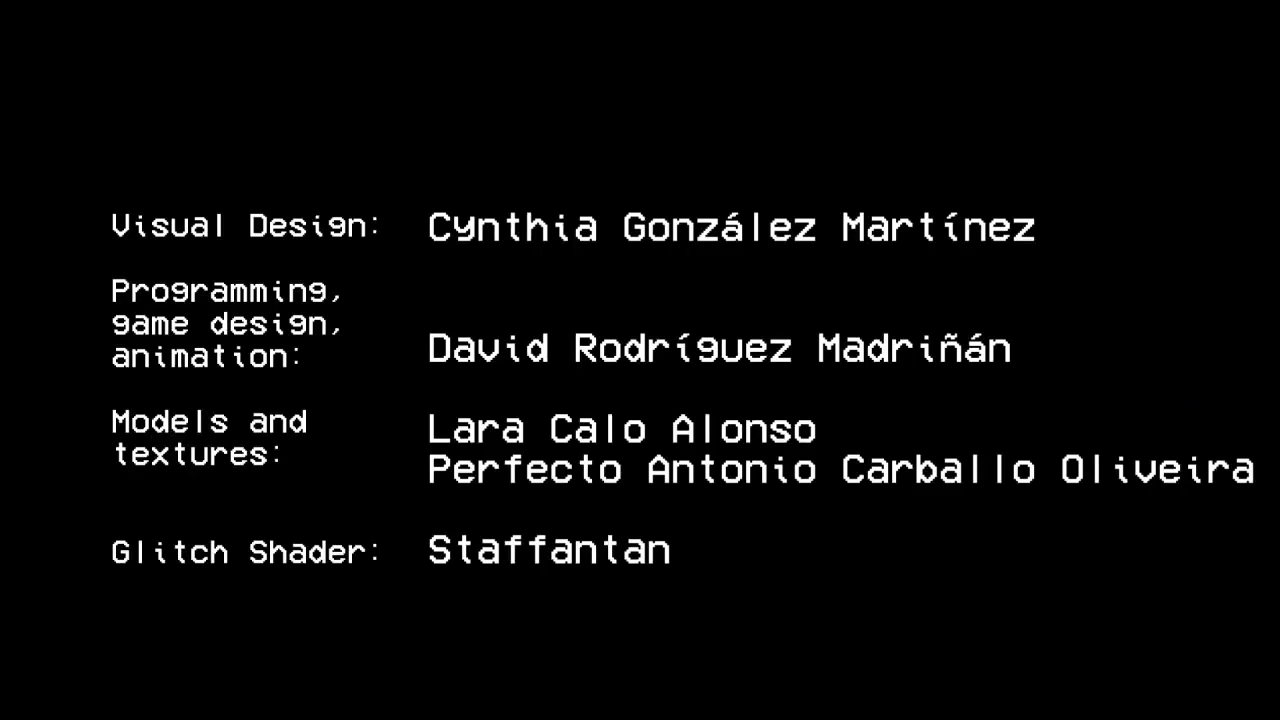 Visual Design: Cynthia González Martínez
Programming,
game design,
animation: David Rodríguez Madriñán
Models and
textures:
Lara Calo Alonso
Perfecto Antonio Carballo Oliveira
Glitch Shader: Staffantan